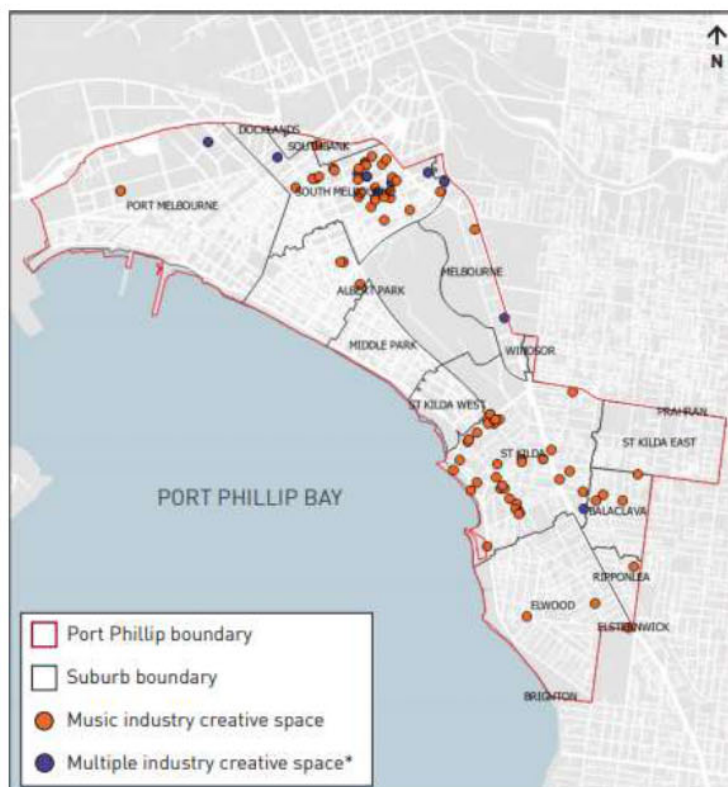 N
DOCKLANDS
SOUTHBANK
SOUTH MELBOURNE
PORT MELBOURNE
MELBOURNE
ALBERT PARK
MIDDLE PARK
WINDSOR
ST KILDA WEST
PRAHRAN
ST KILDA EAST
ST KILDA
PORT PHILLIP BAY
BALACLAVA
RIPPONLEA
ELWOOD
ELSTERNWICK
BRIGHTON
Port Phillip boundary
Suburb boundary
Music industry creative space
Multiple industry creative space*